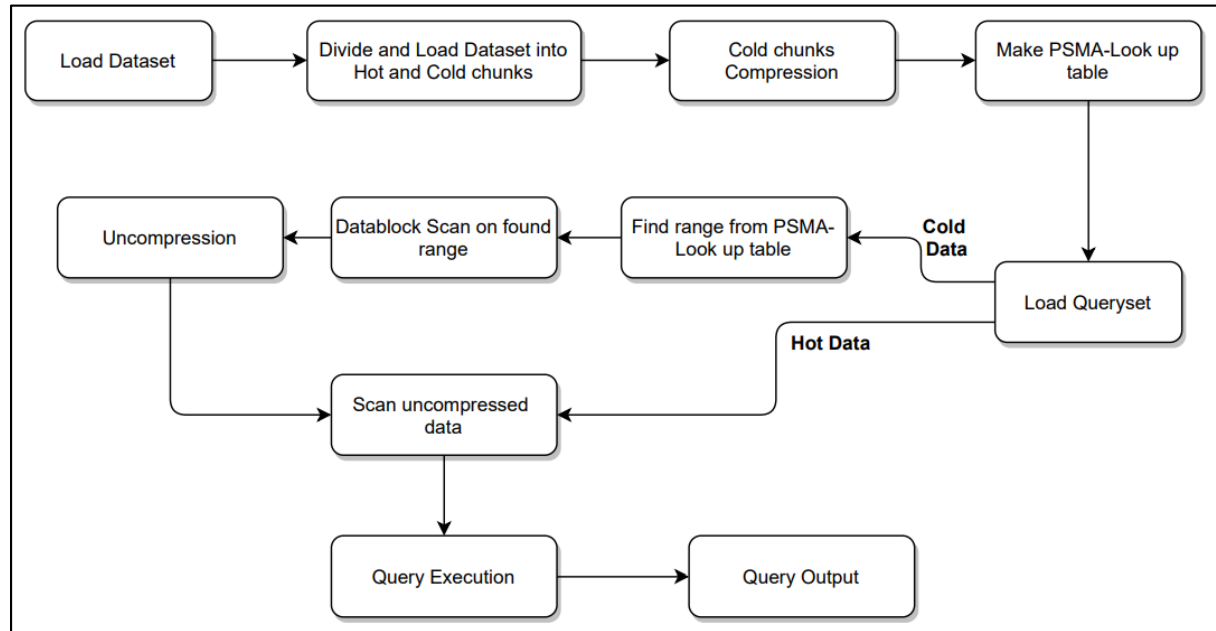 Load Dataset
Divide and Load Dataset into
Hot and Cold chunks
Cold chunks
Compression
Make PSMA-Look up
table
Uncompression
Datablock Scan on found
range
Find range from PSMA-
Look up table
Cold
Data
Load Queryset
Hot Data
Scan uncompressed
data
Query Execution
Query Output